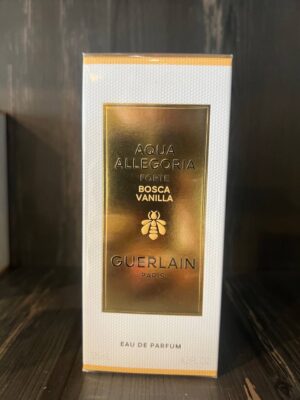 AQUA
ALLEGORIA
FORTE
BOSCA
VANILLA
GUERLAIN
PARIS
EAU DE PARFUM